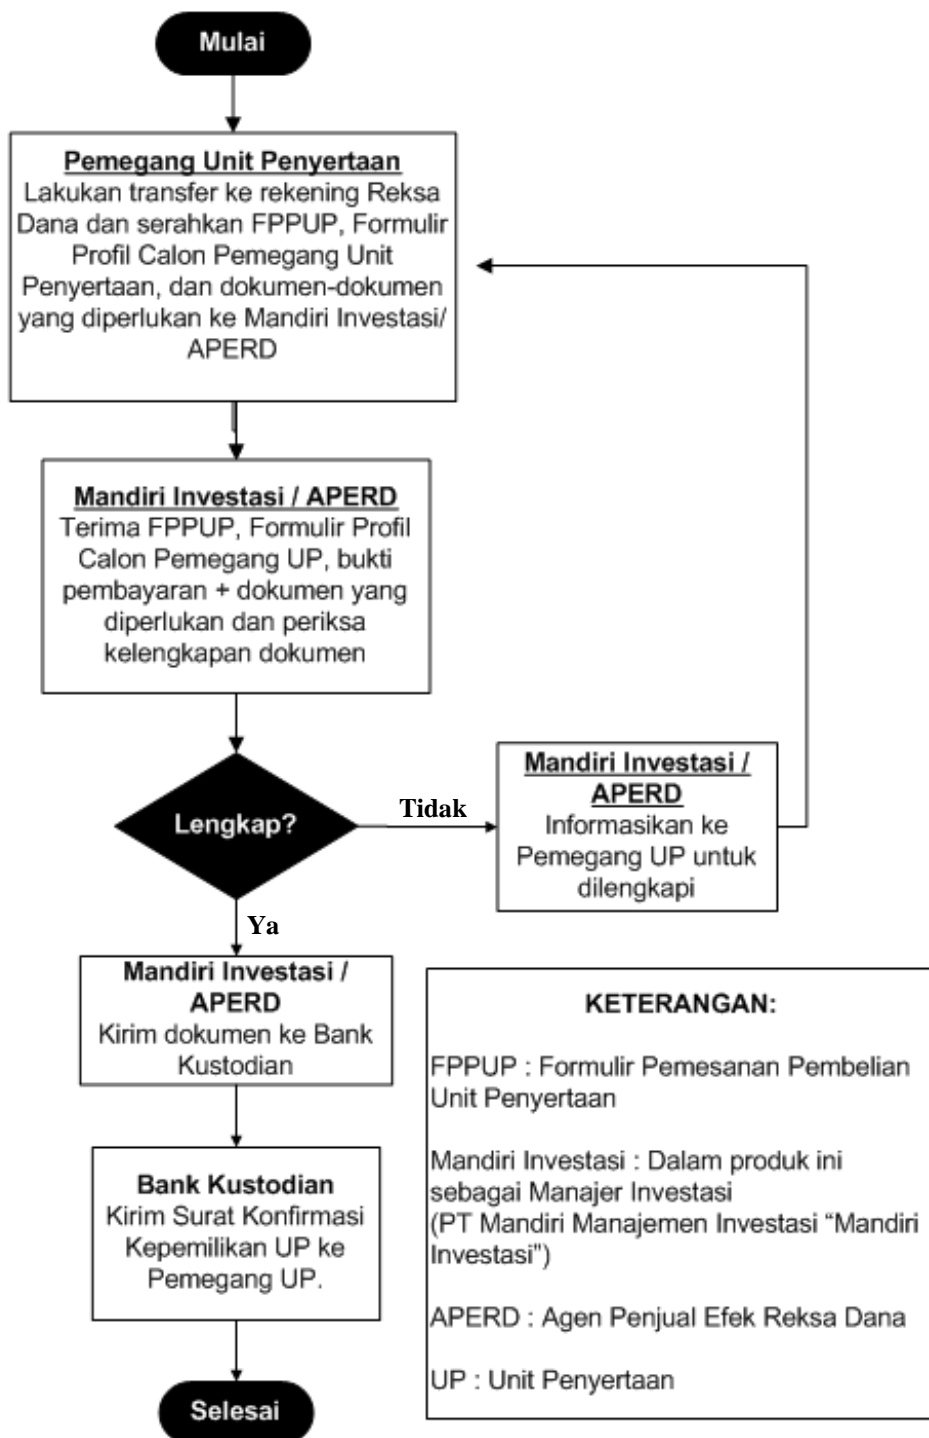 Mulai
Pemegang Unit Penyertaan
Lakukan transfer ke rekening Reksa
Dana dan serahkan FPPUP, Formulir
Profil Calon Pemegang Unit
Penyertaan, dan dokumen-dokumen
yang diperlukan ke Mandiri Investasi/
APERD
Mandiri Investasi / APERD
Terima FPPUP, Formulir Profil
Calon Pemegang UP, bukti
pembayaran + dokumen yang
diperlukan dan periksa
kelengkapan dokumen
Lengkap?
Tidak
Mandiri Investasi /
APERD
Informasikan ke
Pemegang UP untuk
dilengkapi
Ya
Mandiri Investasi /
APERD
Kirim dokumen ke Bank
Kustodian
Bank Kustodian
Kirim Surat Konfirmasi
Kepemilikan UP ke
Pemegang UP.
Selesai
KETERANGAN:
FPPUP : Formulir Pemesanan Pembelian
Unit Penyertaan
Mandiri Investasi : Dalam produk ini
sebagai Manajer Investasi
(PT Mandiri Manajemen Investasi “Mandiri
Investasi”)
APERD : Agen Penjual Efek Reksa Dana
UP : Unit Penyertaan